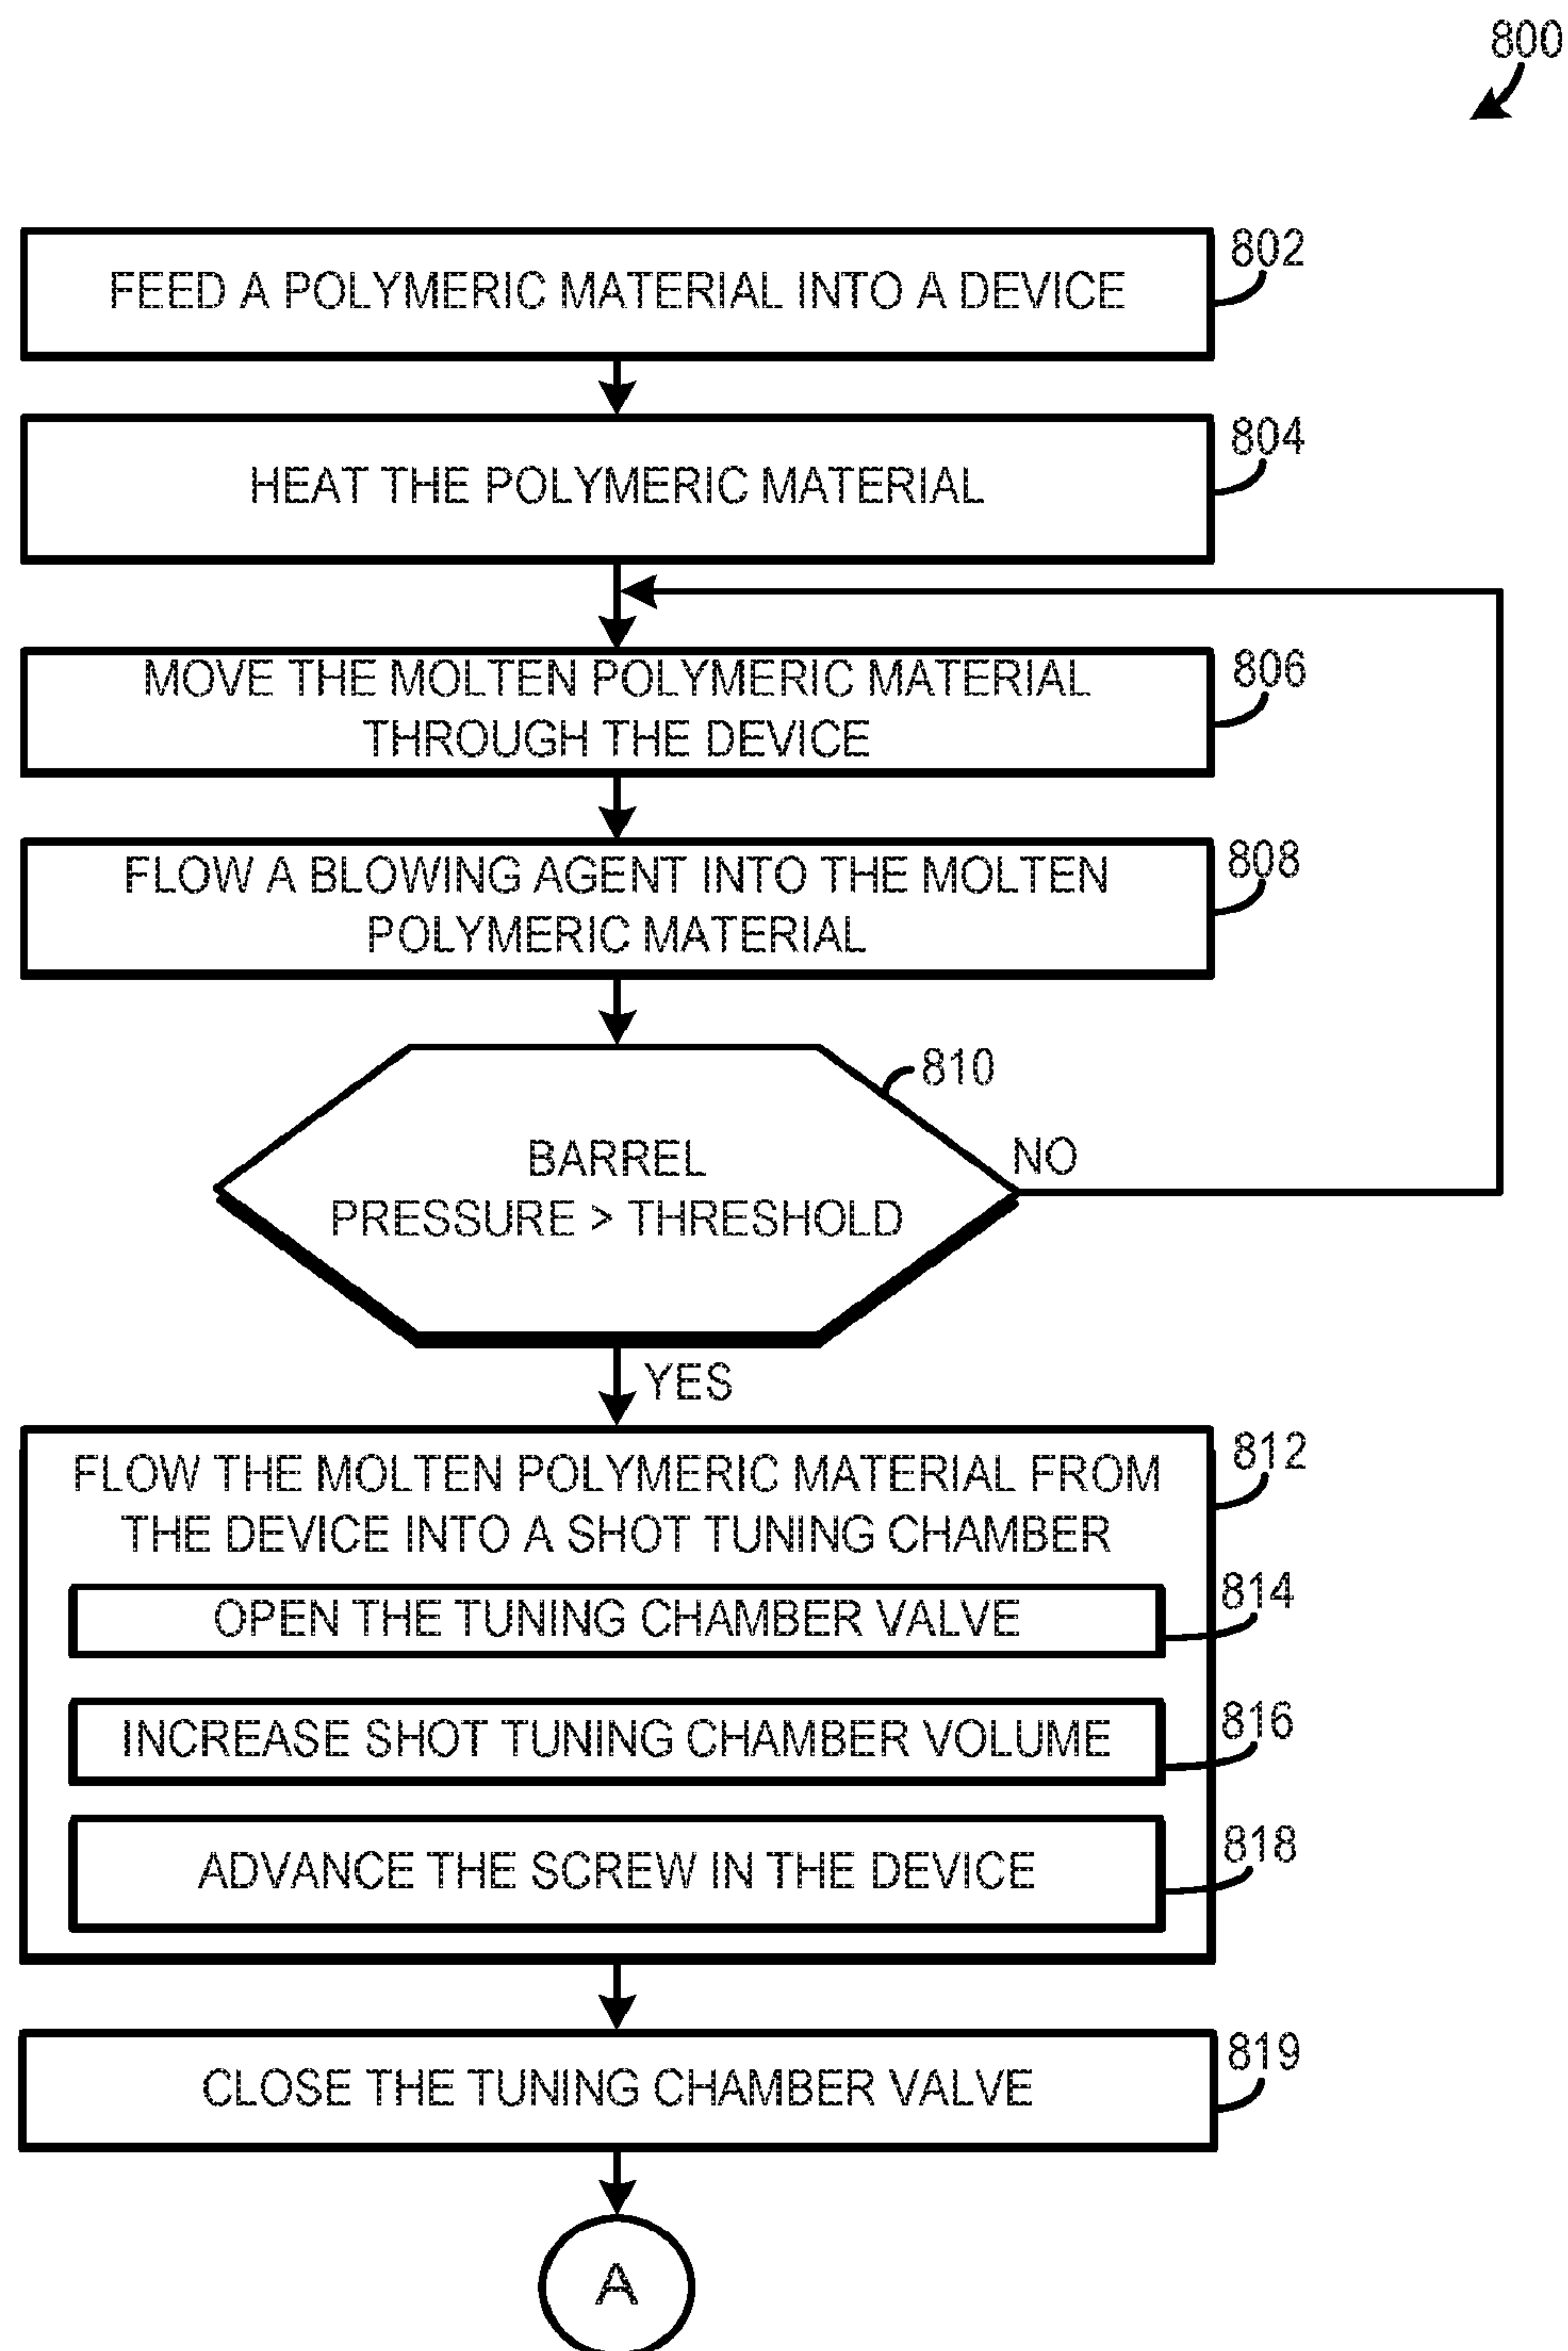 800
FEED A POLYMERIC MATERIAL INTO A DEVICE
802
HEAT THE POLYMERIC MATERIAL
804
MOVE THE MOLTEN POLYMERIC MATERIAL
THROUGH THE DEVICE
806
FLOW A BLOWING AGENT INTO THE MOLTEN
POLYMERIC MATERIAL
808
810
BARREL
PRESSURE > THRESHOLD
NO
YES
FLOW THE MOLTEN POLYMERIC MATERIAL FROM
THE DEVICE INTO A SHOT TUNING CHAMBER
812
OPEN THE TUNING CHAMBER VALVE
814
INCREASE SHOT TUNING CHAMBER VOLUME
816
ADVANCE THE SCREW IN THE DEVICE
818
CLOSE THE TUNING CHAMBER VALVE
819
A